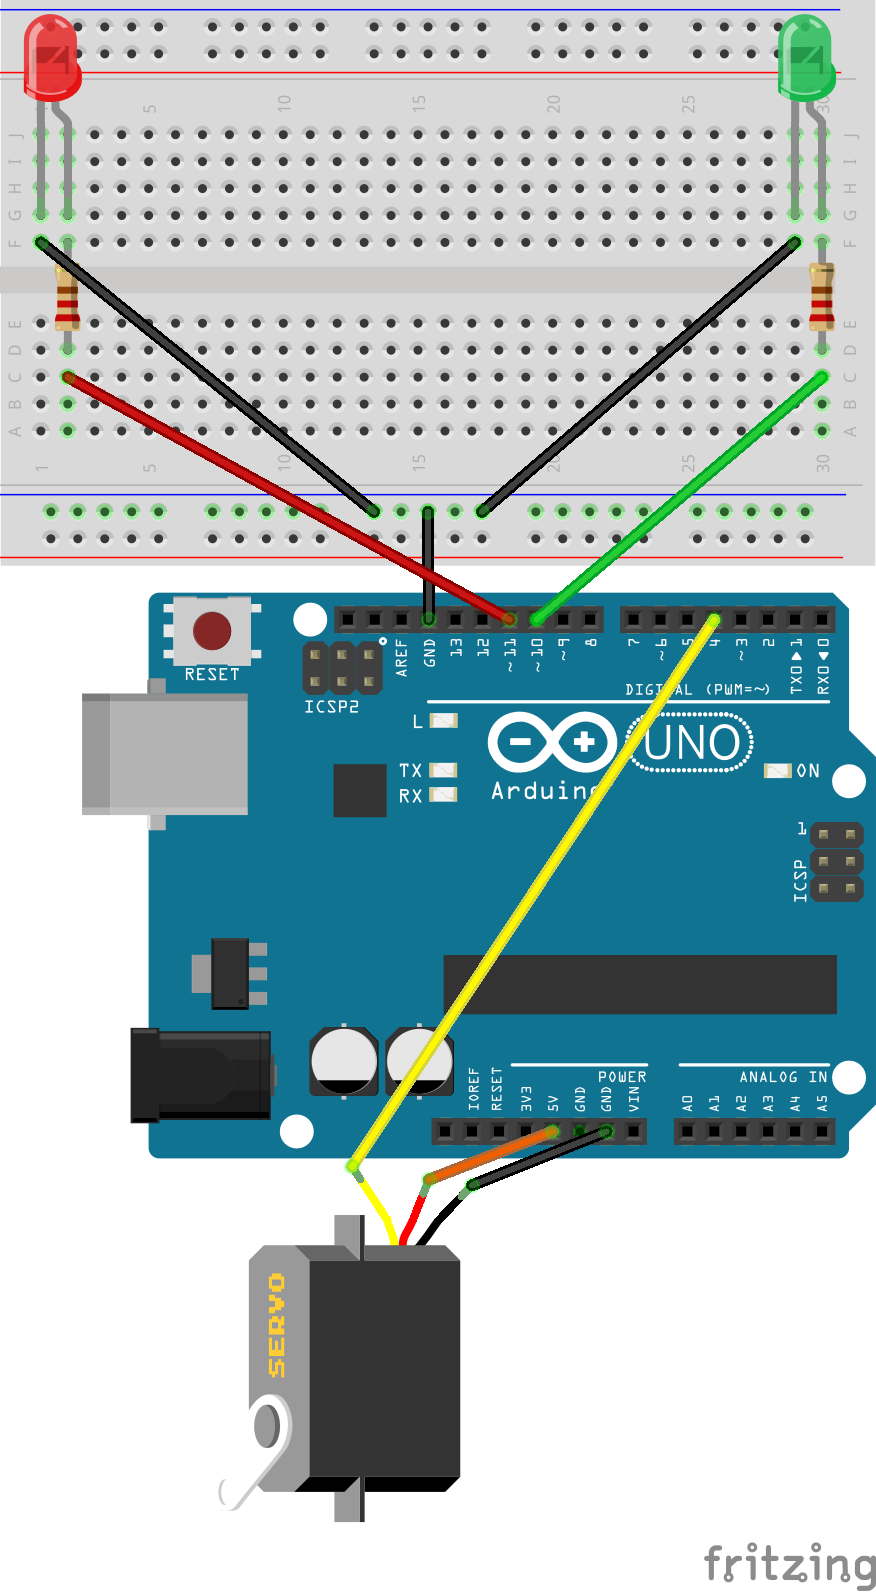 1 5 10 15 20 25 30
J J
I I
H H
G G
F F
E E
D D
C C
B B
A A
1 5 10 15 20 25 30
RESET
ICSP2
AREF
GND
13
12
~11
~10
~9
8
7
~6
5
4
~3
2
TX0▶1
RX0◀0
DIGITAL (PWM=~)
L
TX
RX
UNO
Arduino
ON
1
ICSP
POWER
ANALOG IN
IOREF
RESET
3V3
5V
GND
GND
VIN
A0
A1
A2
A3
A4
A5
SERVO
fritzing